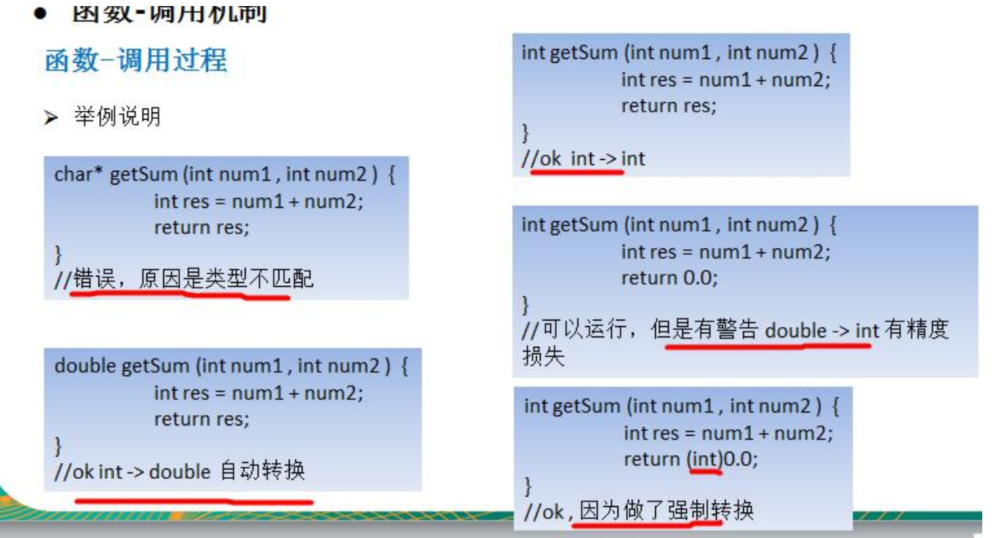 ● 函数-调用机制
函数-调用过程
➢ 举例说明
char* getSum (int num1 , int num2 ) {
int res = num1 + num2;
return res;
}
//错误，原因是类型不匹配
double getSum (int num1 , int num2 ) {
int res = num1 + num2;
return res;
}
//ok int -> double 自动转换
int getSum (int num1 , int num2 ) {
int res = num1 + num2;
return res;
}
//ok int -> int
int getSum (int num1 , int num2 ) {
int res = num1 + num2;
return 0.0;
}
//可以运行，但是有警告 double -> int 有精度
损失
int getSum (int num1 , int num2 ) {
int res = num1 + num2;
return (int)0.0;
}
//ok , 因为做了强制转换